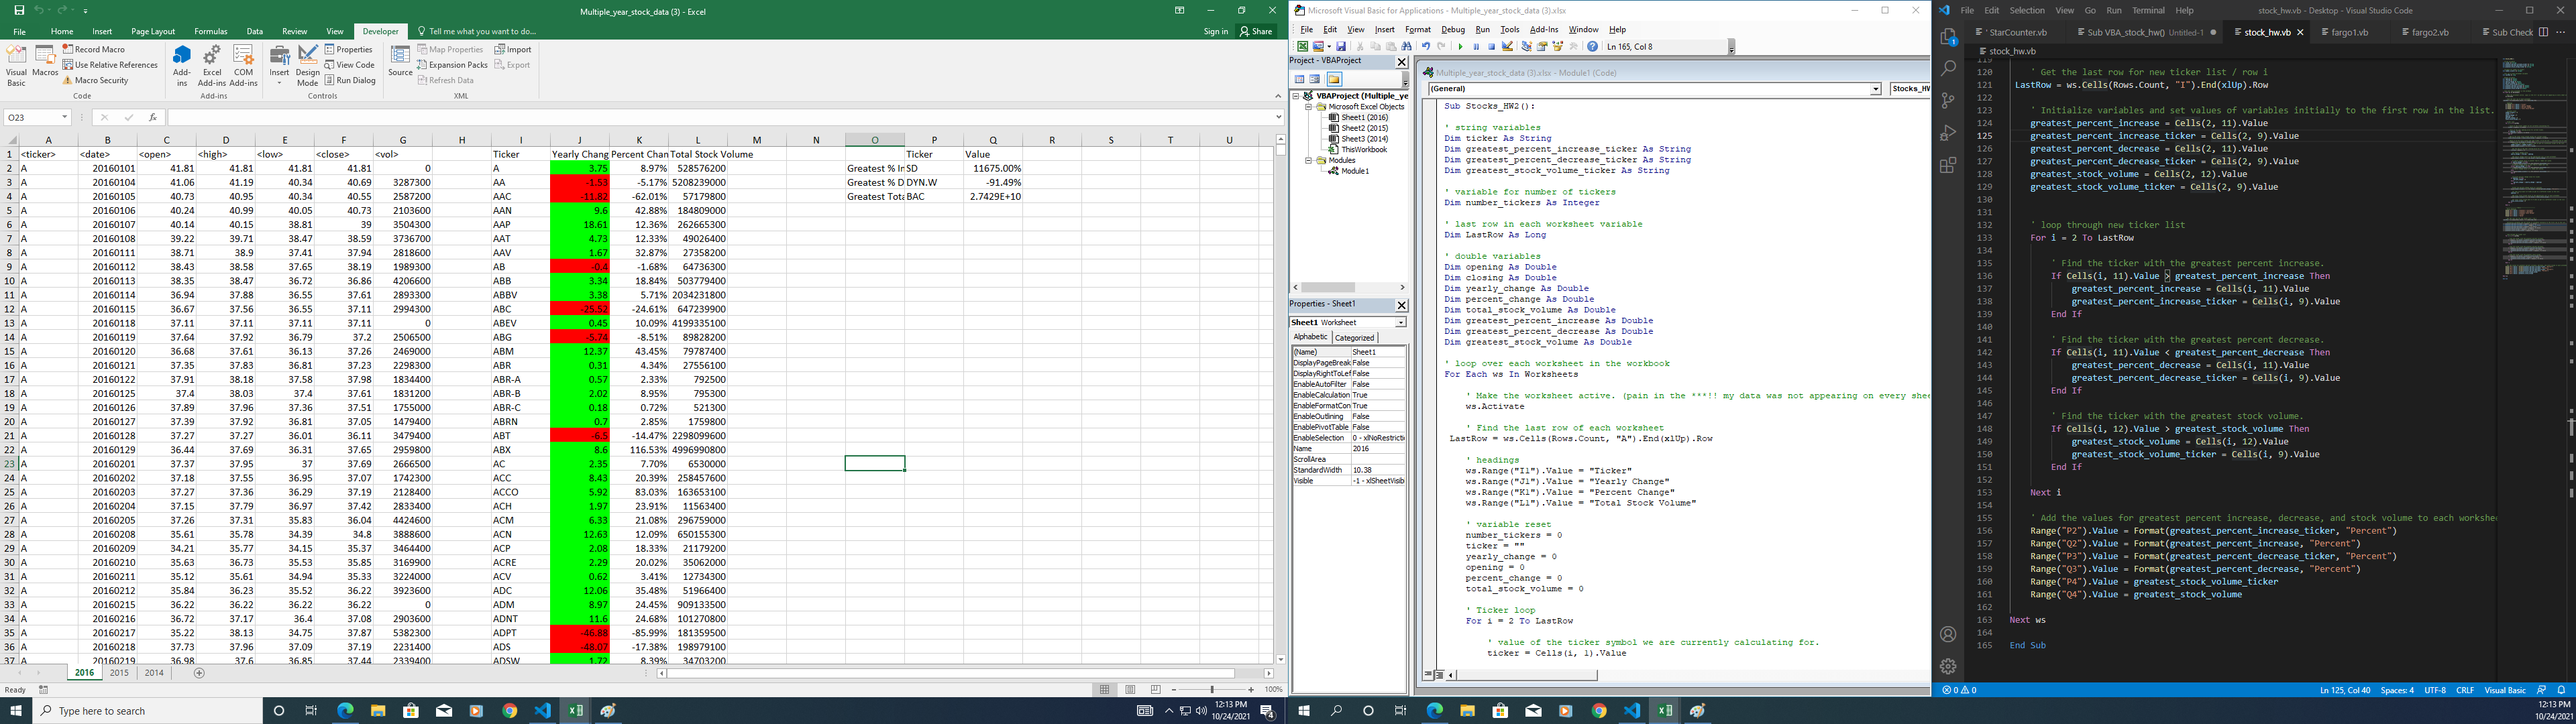 Multiple_year_stock_data (3) - Excel
File Home Insert Page Layout Formulas Data Review View Developer Tell me what you want to do... Sign in Share
Visual Basic
Macros
Record Macro
Use Relative References
Macro Security
Code
Add-ins
Excel Add-ins
COM Add-ins
Add-ins
Insert
Design Mode
Properties
View Code
Run Dialog
Controls
Source
Map Properties
Expansion Packs
Refresh Data
Import
Export
XML
O23
fx
A B C D E F G H I J K L M N O P Q R S T U
1 <ticker> <date> <open> <high> <low> <close> <vol> Ticker Yearly Chang Percent Chan Total Stock Volume Ticker Value
2 A 20160101 41.81 41.81 41.81 41.81 0 A 3.75 8.97% 528576200 Greatest % In SD 11675.00%
3 A 20160104 41.06 41.19 40.34 40.69 3287300 AA -1.53 -5.17% 5208239000 Greatest % D DYN.W -91.49%
4 A 20160105 40.73 40.95 40.34 40.55 2587200 AAC -11.82 -62.01% 57179800 Greatest Tota BAC 2.7429E+10
5 A 20160106 40.24 40.99 40.05 40.73 2103600 AAN 9.6 42.88% 184809000
6 A 20160107 40.14 40.15 38.81 39 3504300 AAP 18.61 12.36% 262665300
7 A 20160108 39.22 39.71 38.47 38.59 3736700 AAT 4.73 12.33% 49026400
8 A 20160111 38.71 38.9 37.41 37.94 2818600 AAV 1.67 32.87% 27358200
9 A 20160112 38.43 38.58 37.65 38.19 1989300 AB -0.4 -1.68% 64736300
10 A 20160113 38.35 38.47 36.72 36.86 4206600 ABB 3.34 18.84% 503779400
11 A 20160114 36.94 37.88 36.55 37.61 2893300 ABBV 3.38 5.71% 2034231800
12 A 20160115 36.67 37.56 36.55 37.11 2994300 ABC -25.52 -24.61% 647239900
13 A 20160118 37.11 37.11 37.11 37.11 0 ABEV 0.45 10.09% 4199335100
14 A 20160119 37.64 37.92 36.79 37.2 2506500 ABG -5.74 -8.51% 89828200
15 A 20160120 36.68 37.61 36.13 37.26 2469000 ABM 12.37 43.45% 79787400
16 A 20160121 37.35 37.83 36.81 37.23 2298300 ABR 0.31 4.34% 27556100
17 A 20160122 37.91 38.18 37.58 37.98 1834400 ABR-A 0.57 2.33% 792500
18 A 20160125 37.4 38.03 37.4 37.61 1831200 ABR-B 2.02 8.95% 795300
19 A 20160126 37.89 37.96 37.36 37.51 1755000 ABR-C 0.18 0.72% 521300
20 A 20160127 37.39 37.92 36.81 37.05 1479400 ABRN 0.7 2.85% 1759800
21 A 20160128 37.27 37.27 36.01 36.11 3479400 ABT -6.5 -14.47% 2298099600
22 A 20160129 36.44 37.69 36.31 37.65 2959800 ABX 8.6 116.53% 4996990800
23 A 20160201 37.37 37.95 37 37.69 2666500 AC 2.35 7.70% 6530000
24 A 20160202 37.18 37.55 36.95 37.07 1742300 ACC 8.43 20.39% 258457600
25 A 20160203 37.27 37.36 36.29 37.19 2128400 ACCO 5.92 83.03% 163653100
26 A 20160204 37.15 37.79 36.97 37.42 2833400 ACH 1.97 23.91% 11563400
27 A 20160205 37.26 37.31 35.83 36.04 4424600 ACM 6.33 21.08% 296759000
28 A 20160208 35.61 35.78 34.39 34.8 3888600 ACN 12.63 12.09% 650155300
29 A 20160209 34.21 35.77 34.15 35.37 3464400 ACP 2.08 18.33% 21179200
30 A 20160210 35.63 36.73 35.53 35.85 3169900 ACRE 2.29 20.02% 35062000
31 A 20160211 35.12 35.61 34.94 35.33 3224000 ACV 0.62 3.41% 12734300
32 A 20160212 35.84 36.23 35.52 36.22 3923600 ADC 12.06 35.48% 51966400
33 A 20160215 36.22 36.22 36.22 36.22 0 ADM 8.97 24.45% 909133500
34 A 20160216 36.72 37.17 36.4 37.08 2903600 ADNT 11.6 24.68% 101270800
35 A 20160217 35.22 38.13 34.75 37.87 5382300 ADPT -46.88 -85.99% 181359500
36 A 20160218 37.73 37.96 37.09 37.19 2231400 ADS -48.07 -17.38% 198979100
37 A 20160219 36.98 37.6 36.85 37.44 2339400 ADSW 1.72 8.39% 34703200
2016 2015 2014
Ready 100%
Type here to search
12:13 PM
10/24/2021
4
Microsoft Visual Basic for Applications - Multiple_year_stock_data (3).xlsx
File Edit View Insert Format Debug Run Tools Add-Ins Window Help
Ln 165, Col 8
Project - VBAProject
VBAProject (Multiple_ye
Microsoft Excel Objects
Sheet1 (2016)
Sheet2 (2015)
Sheet3 (2014)
ThisWorkbook
Modules
Module1
Properties - Sheet1
Sheet1 Worksheet
Alphabetic Categorized
(Name) Sheet1
DisplayPageBreak False
DisplayRightToLef False
EnableAutoFilter False
EnableCalculation True
EnableFormatCon True
EnableOutlining False
EnablePivotTable False
EnableSelection 0 - xlNoRestricti
Name 2016
ScrollArea
StandardWidth 10.38
Visible -1 - xlSheetVisibl
Multiple_year_stock_data (3).xlsx - Module1 (Code)
(General) Stocks_HW
Sub Stocks_HW2():
' string variables
Dim ticker As String
Dim greatest_percent_increase_ticker As String
Dim greatest_percent_decrease_ticker As String
Dim greatest_stock_volume_ticker As String
' variable for number of tickers
Dim number_tickers As Integer
' last row in each worksheet variable
Dim LastRow As Long
' double variables
Dim opening As Double
Dim closing As Double
Dim yearly_change As Double
Dim percent_change As Double
Dim total_stock_volume As Double
Dim greatest_percent_increase As Double
Dim greatest_percent_decrease As Double
Dim greatest_stock_volume As Double
' loop over each worksheet in the workbook
For Each ws In Worksheets
' Make the worksheet active. (pain in the ***!! my data was not appearing on every shee
ws.Activate
' Find the last row of each worksheet
LastRow = ws.Cells(Rows.Count, "A").End(xlUp).Row
' headings
ws.Range("I1").Value = "Ticker"
ws.Range("J1").Value = "Yearly Change"
ws.Range("K1").Value = "Percent Change"
ws.Range("L1").Value = "Total Stock Volume"
' variable reset
number_tickers = 0
ticker = ""
yearly_change = 0
opening = 0
percent_change = 0
total_stock_volume = 0
' Ticker loop
For i = 2 To LastRow
' value of the ticker symbol we are currently calculating for.
ticker = Cells(i, 1).Value
File Edit Selection View Go Run Terminal Help stock_hw.vb - Desktop - Visual Studio Code
' StarCounter.vb Sub VBA_stock_hw() Untitled-1 stock_hw.vb fargo1.vb fargo2.vb Sub Check
stock_hw.vb
119
120 ' Get the last row for new ticker list / row i
121 LastRow = ws.Cells(Rows.Count, "I").End(xlUp).Row
122
123 ' Initialize variables and set values of variables initially to the first row in the list.
124 greatest_percent_increase = Cells(2, 11).Value
125 greatest_percent_increase_ticker = Cells(2, 9).Value
126 greatest_percent_decrease = Cells(2, 11).Value
127 greatest_percent_decrease_ticker = Cells(2, 9).Value
128 greatest_stock_volume = Cells(2, 12).Value
129 greatest_stock_volume_ticker = Cells(2, 9).Value
130
131
132 ' loop through new ticker list
133 For i = 2 To LastRow
134
135 ' Find the ticker with the greatest percent increase.
136 If Cells(i, 11).Value > greatest_percent_increase Then
137 greatest_percent_increase = Cells(i, 11).Value
138 greatest_percent_increase_ticker = Cells(i, 9).Value
139 End If
140
141 ' Find the ticker with the greatest percent decrease.
142 If Cells(i, 11).Value < greatest_percent_decrease Then
143 greatest_percent_decrease = Cells(i, 11).Value
144 greatest_percent_decrease_ticker = Cells(i, 9).Value
145 End If
146
147 ' Find the ticker with the greatest stock volume.
148 If Cells(i, 12).Value > greatest_stock_volume Then
149 greatest_stock_volume = Cells(i, 12).Value
150 greatest_stock_volume_ticker = Cells(i, 9).Value
151 End If
152
153 Next i
154
155 ' Add the values for greatest percent increase, decrease, and stock volume to each workshee
156 Range("P2").Value = Format(greatest_percent_increase_ticker, "Percent")
157 Range("Q2").Value = Format(greatest_percent_increase, "Percent")
158 Range("P3").Value = Format(greatest_percent_decrease_ticker, "Percent")
159 Range("Q3").Value = Format(greatest_percent_decrease, "Percent")
160 Range("P4").Value = greatest_stock_volume_ticker
161 Range("Q4").Value = greatest_stock_volume
162
163 Next ws
164
165 End Sub
0 0 Ln 125, Col 40 Spaces: 4 UTF-8 CRLF Visual Basic
12:13 PM
10/24/2021